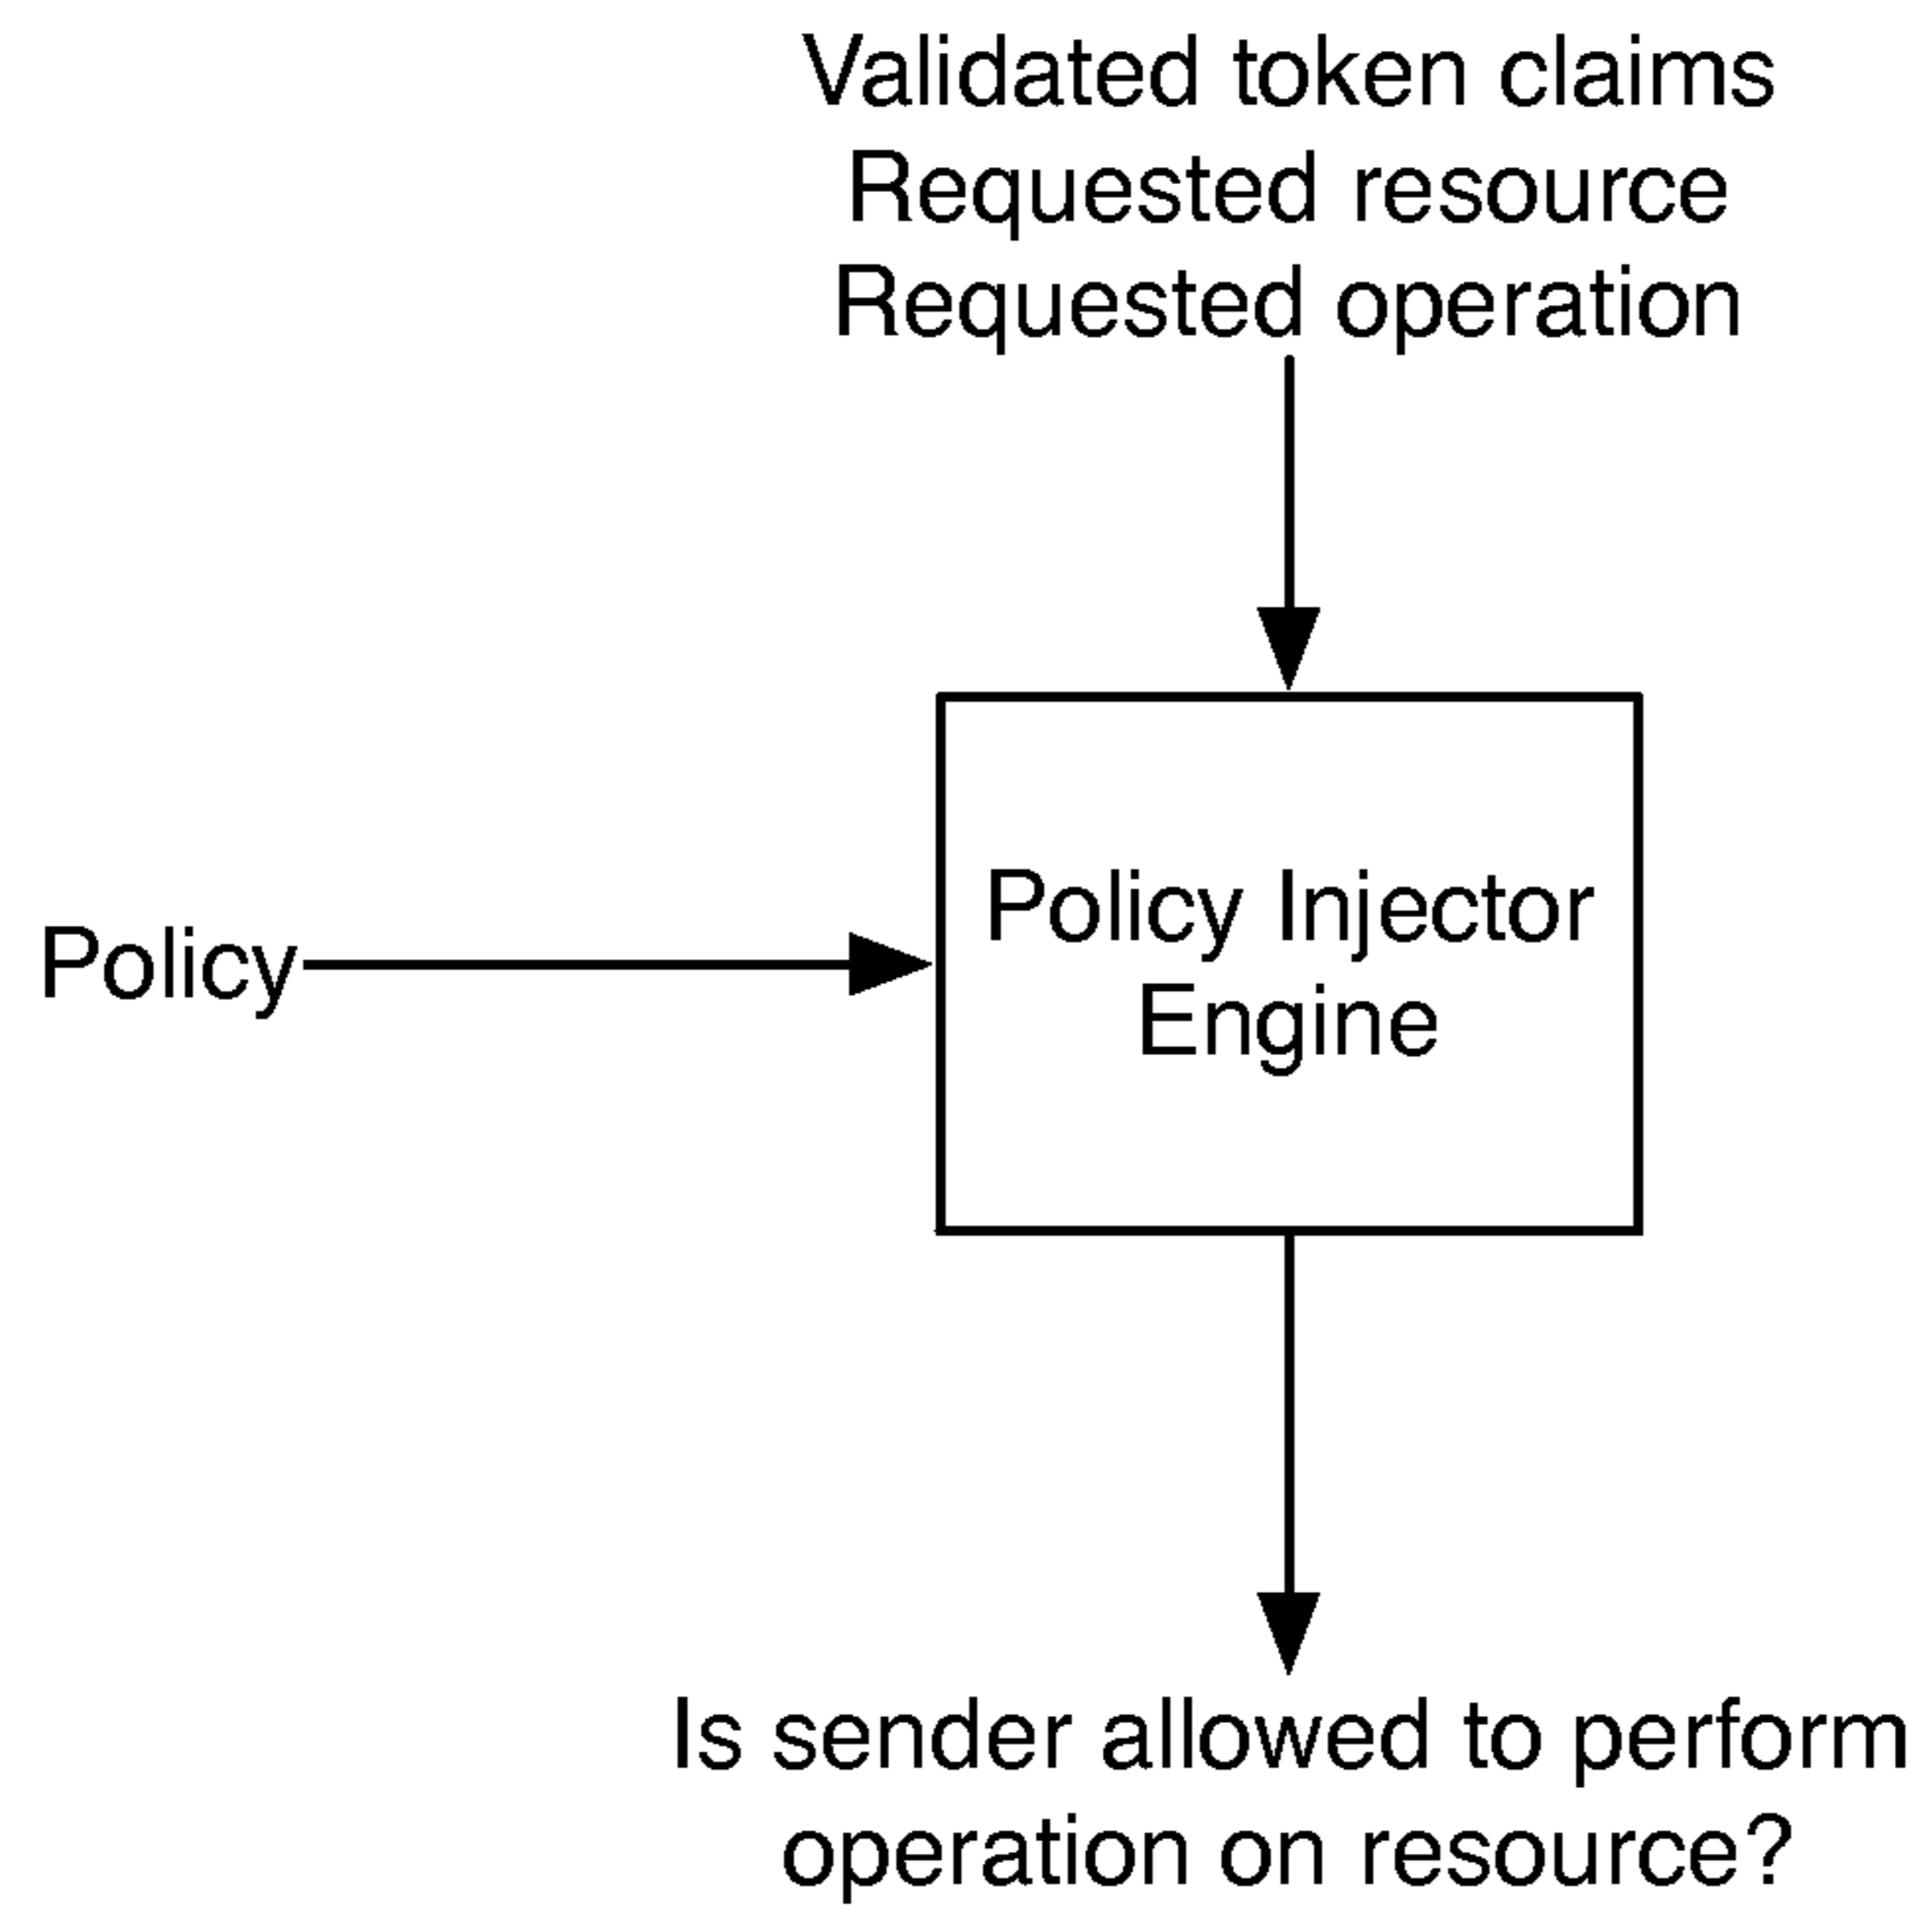 Validated token claims
Requested resource
Requested operation
Policy
Policy Injector
Engine
Is sender allowed to perform
operation on resource?